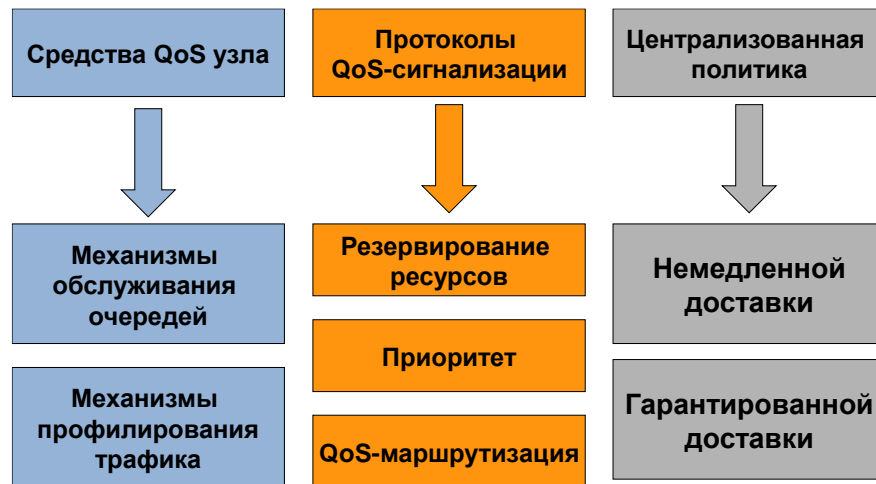 Средства QoS узла
Протоколы
QoS-сигнализации
Централизованная
политика
Механизмы
обслуживания
очередей
Механизмы
профилирования
трафика
Резервирование
ресурсов
Приоритет
QoS-маршрутизация
Немедленной
доставки
Гарантированной
доставки